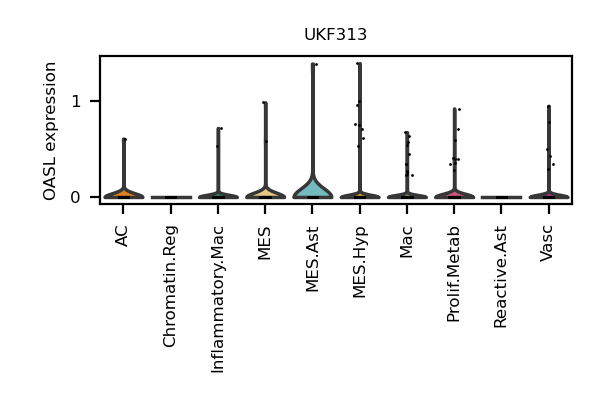 UKF313
OASL expression
1
0
AC
Chromatin.Reg
Inflammatory.Mac
MES
MES.Ast
MES.Hyp
Mac
Prolif.Metab
Reactive.Ast
Vasc